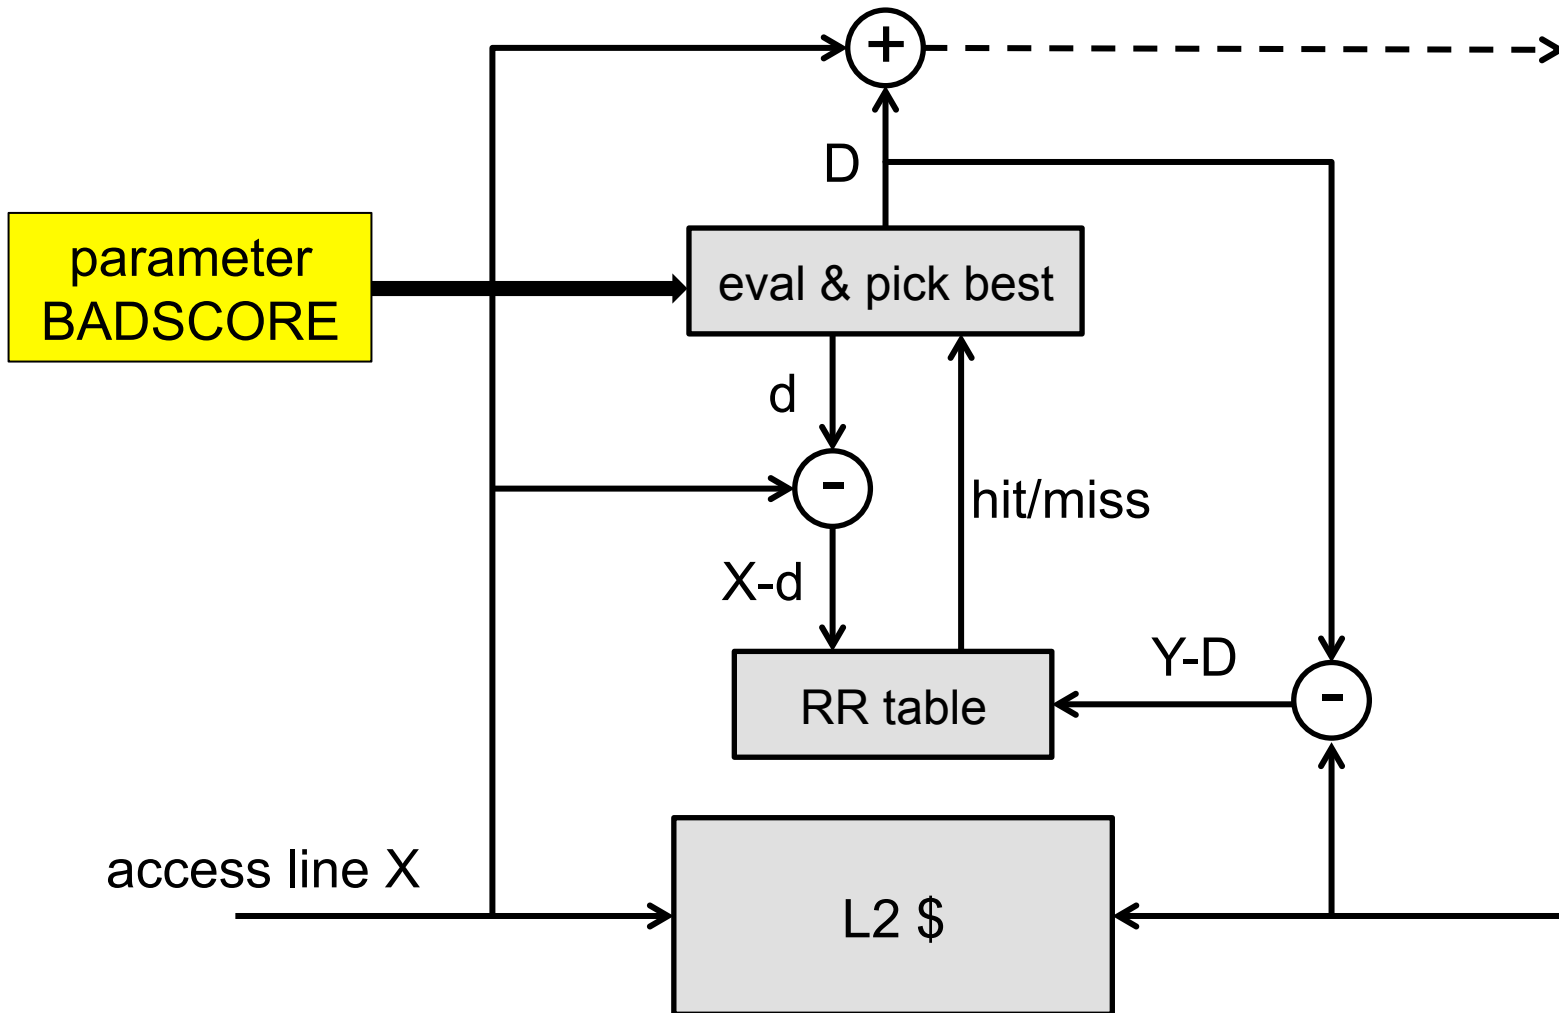 +
D
parameter
BADSCORE
eval & pick best
d
-
hit/miss
X-d
Y-D
RR table
-
access line X
L2 $